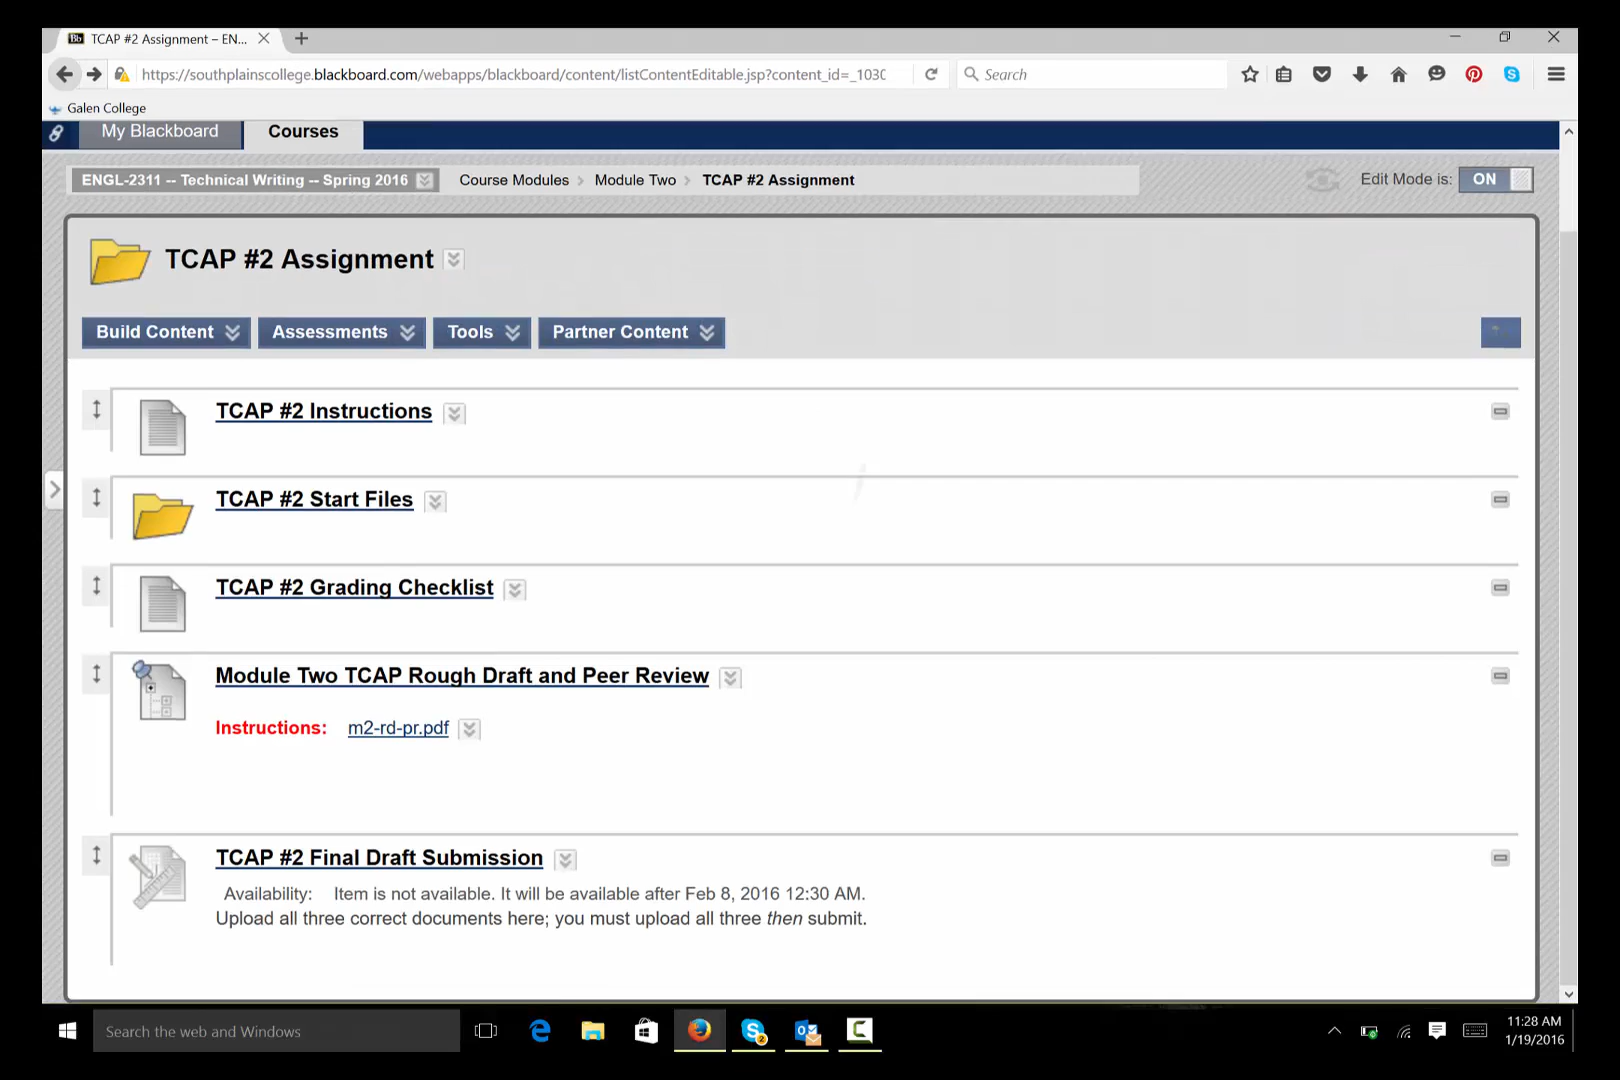 TCAP #2 Assignment – EN...
https://southplainscollege.blackboard.com/webapps/blackboard/content/listContentEditable.jsp?content_id=_103(
Search
Galen College
My Blackboard
Courses
ENGL-2311 -- Technical Writing -- Spring 2016
Course Modules
Module Two
TCAP #2 Assignment
Edit Mode is:
ON
TCAP #2 Assignment
Build Content
Assessments
Tools
Partner Content
TCAP #2 Instructions
TCAP #2 Start Files
TCAP #2 Grading Checklist
Module Two TCAP Rough Draft and Peer Review
Instructions: m2-rd-pr.pdf
TCAP #2 Final Draft Submission
Availability: Item is not available. It will be available after Feb 8, 2016 12:30 AM.
Upload all three correct documents here; you must upload all three then submit.
Search the web and Windows
11:28 AM
1/19/2016